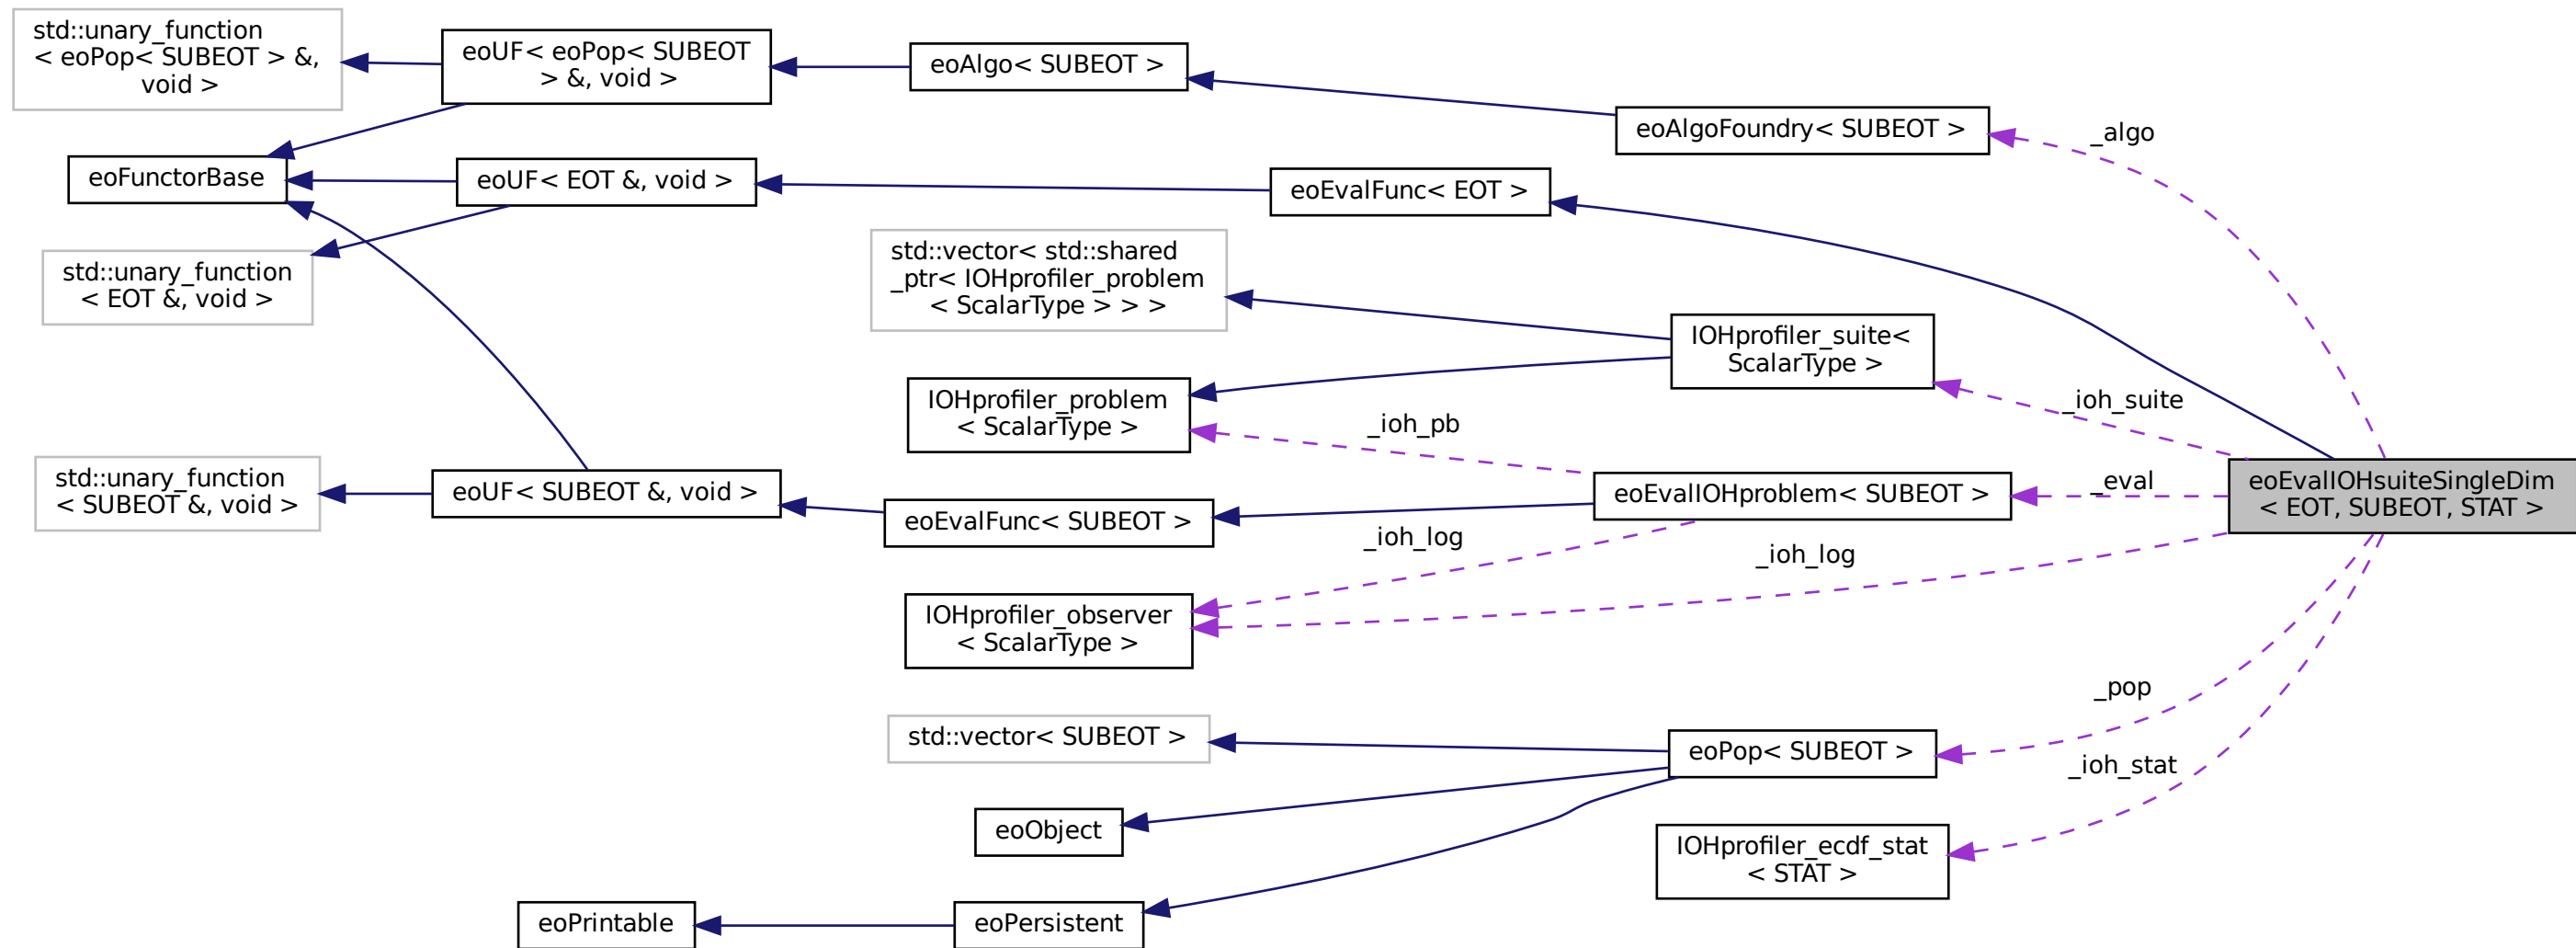 std::unary_function
< eoPop< SUBEOT > &,
void >
eoUF< eoPop< SUBEOT
> &, void >
eoAlgo< SUBEOT >
eoAlgoFoundry< SUBEOT >
_algo
eoFunctorBase
eoUF< EOT &, void >
eoEvalFunc< EOT >
std::unary_function
< EOT &, void >
std::vector< std::shared
_ptr< IOHprofiler_problem
< ScalarType > > >
IOHprofiler_suite<
ScalarType >
_ioh_suite
IOHprofiler_problem
< ScalarType >
_ioh_pb
std::unary_function
< SUBEOT &, void >
eoUF< SUBEOT &, void >
eoEvalFunc< SUBEOT >
eoEvalIOHproblem< SUBEOT >
_eval
eoEvalIOHsuiteSingleDim
< EOT, SUBEOT, STAT >
_ioh_log
_ioh_log
IOHprofiler_observer
< ScalarType >
_pop
std::vector< SUBEOT >
eoPop< SUBEOT >
_ioh_stat
eoObject
IOHprofiler_ecdf_stat
< STAT >
eoPrintable
eoPersistent